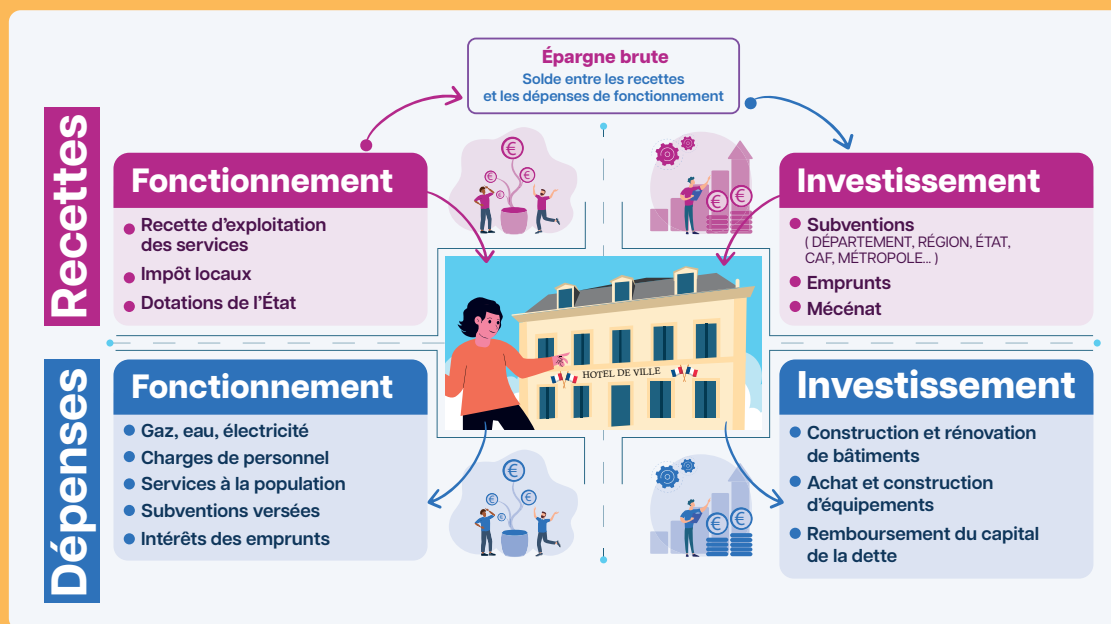 Épargne brute
Solde entre les recettes
et les dépenses de fonctionnement
Recettes
Fonctionnement
Recette d’exploitation
des services
Impôt locaux
Dotations de l’État
Investissement
Subventions
( DÉPARTEMENT, RÉGION, ÉTAT,
CAF, MÉTROPOLE... )
Emprunts
Mécénat
HOTEL DE VILLE
Dépenses
Fonctionnement
Gaz, eau, électricité
Charges de personnel
Services à la population
Subventions versées
Intérêts des emprunts
Investissement
Construction et rénovation
de bâtiments
Achat et construction
d’équipements
Remboursement du capital
de la dette